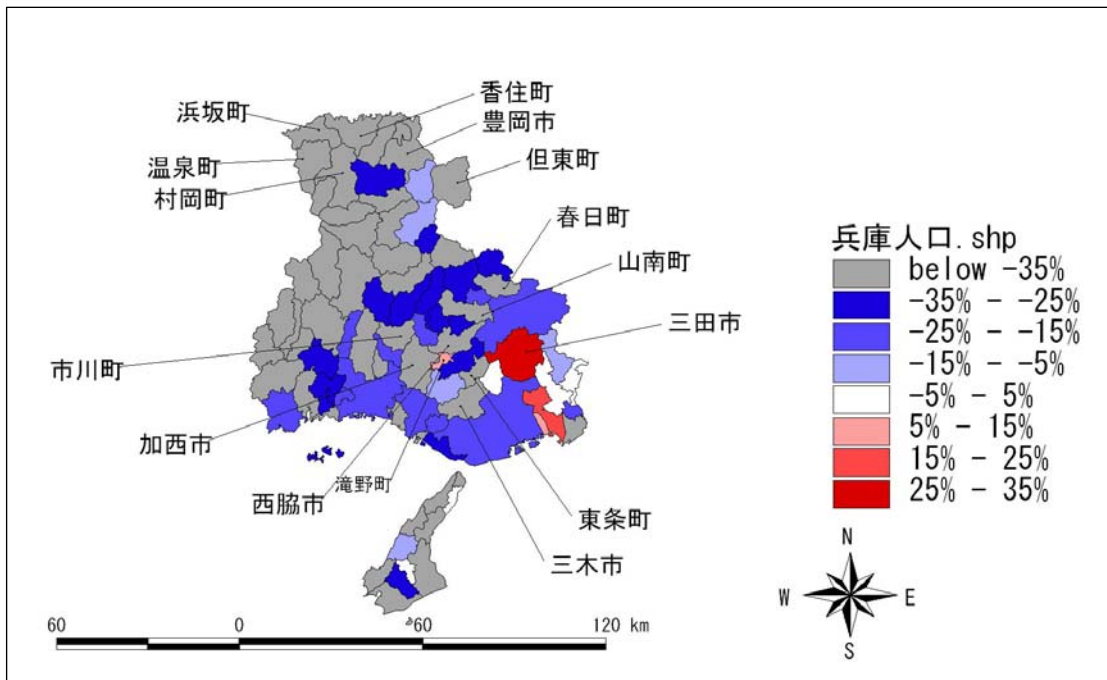 香住町
浜坂町
豊岡市
温泉町
但東町
村岡町
春日町
山南町
三田市
市川町
加西市
西脇市
滝野町
東条町
三木市
兵庫人口.shp
below -35%
-35% - -25%
-25% - -15%
-15% - -5%
-5% - 5%
5% - 15%
15% - 25%
25% - 35%
N
W
E
S
60 0 60 120 km